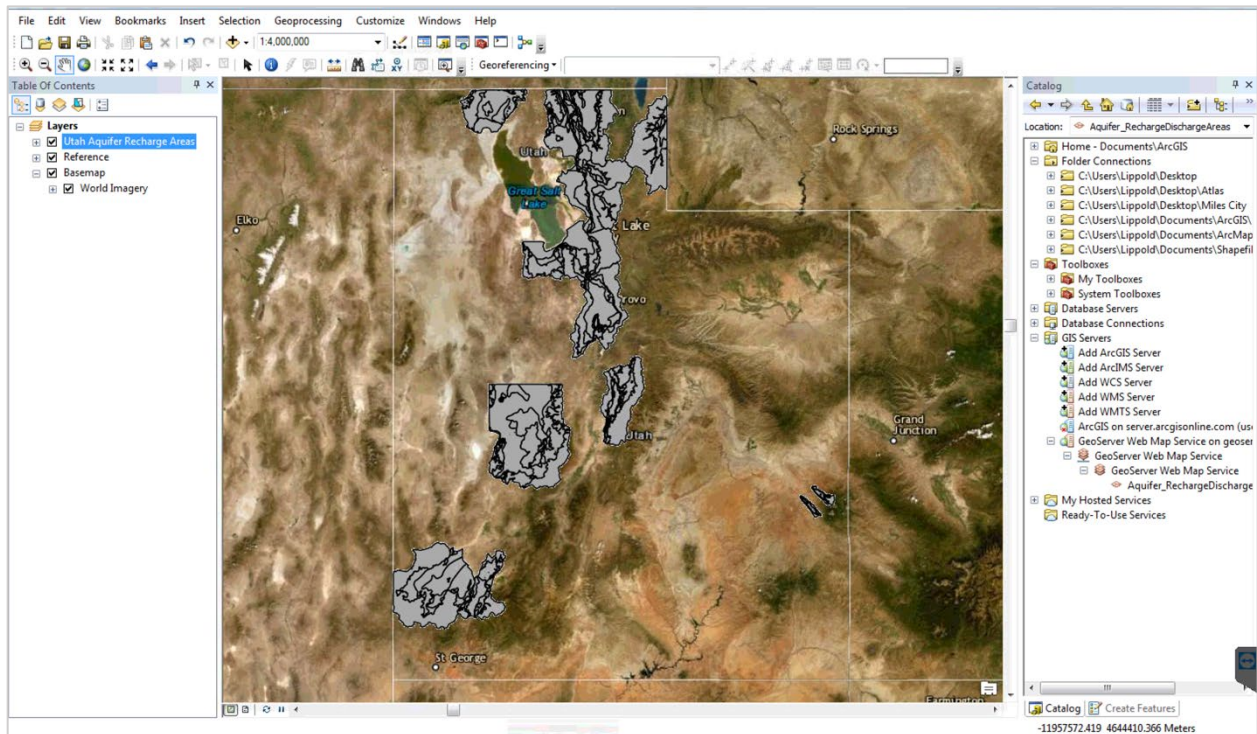 File Edit View Bookmarks Insert Selection Geoprocessing Customize Windows Help
1:4,000,000
Georeferencing
Table Of Contents
Layers
Utah Aquifer Recharge Areas
Reference
Basemap
World Imagery
Rock Springs
Utah
Great Salt
Lake
Elko
Lake
rovo
Grand
Junction
Utah
St George
Farmington
Catalog
Location: Aquifer_RechargeDischargeAreas
Home - Documents\ArcGIS
Folder Connections
C:\Users\Lippold\Desktop
C:\Users\Lippold\Desktop\Atlas
C:\Users\Lippold\Desktop\Miles City
C:\Users\Lippold\Documents\ArcGIS\
C:\Users\Lippold\Documents\ArcMap
C:\Users\Lippold\Documents\Shapefil
Toolboxes
My Toolboxes
System Toolboxes
Database Servers
Database Connections
GIS Servers
Add ArcGIS Server
Add ArcIMS Server
Add WCS Server
Add WMS Server
Add WMTS Server
ArcGIS on server.arcgisonline.com (use
GeoServer Web Map Service on geoser
GeoServer Web Map Service
GeoServer Web Map Service
Aquifer_RechargeDischarge
My Hosted Services
Ready-To-Use Services
Catalog Create Features
-11957572.419 4644410.366 Meters